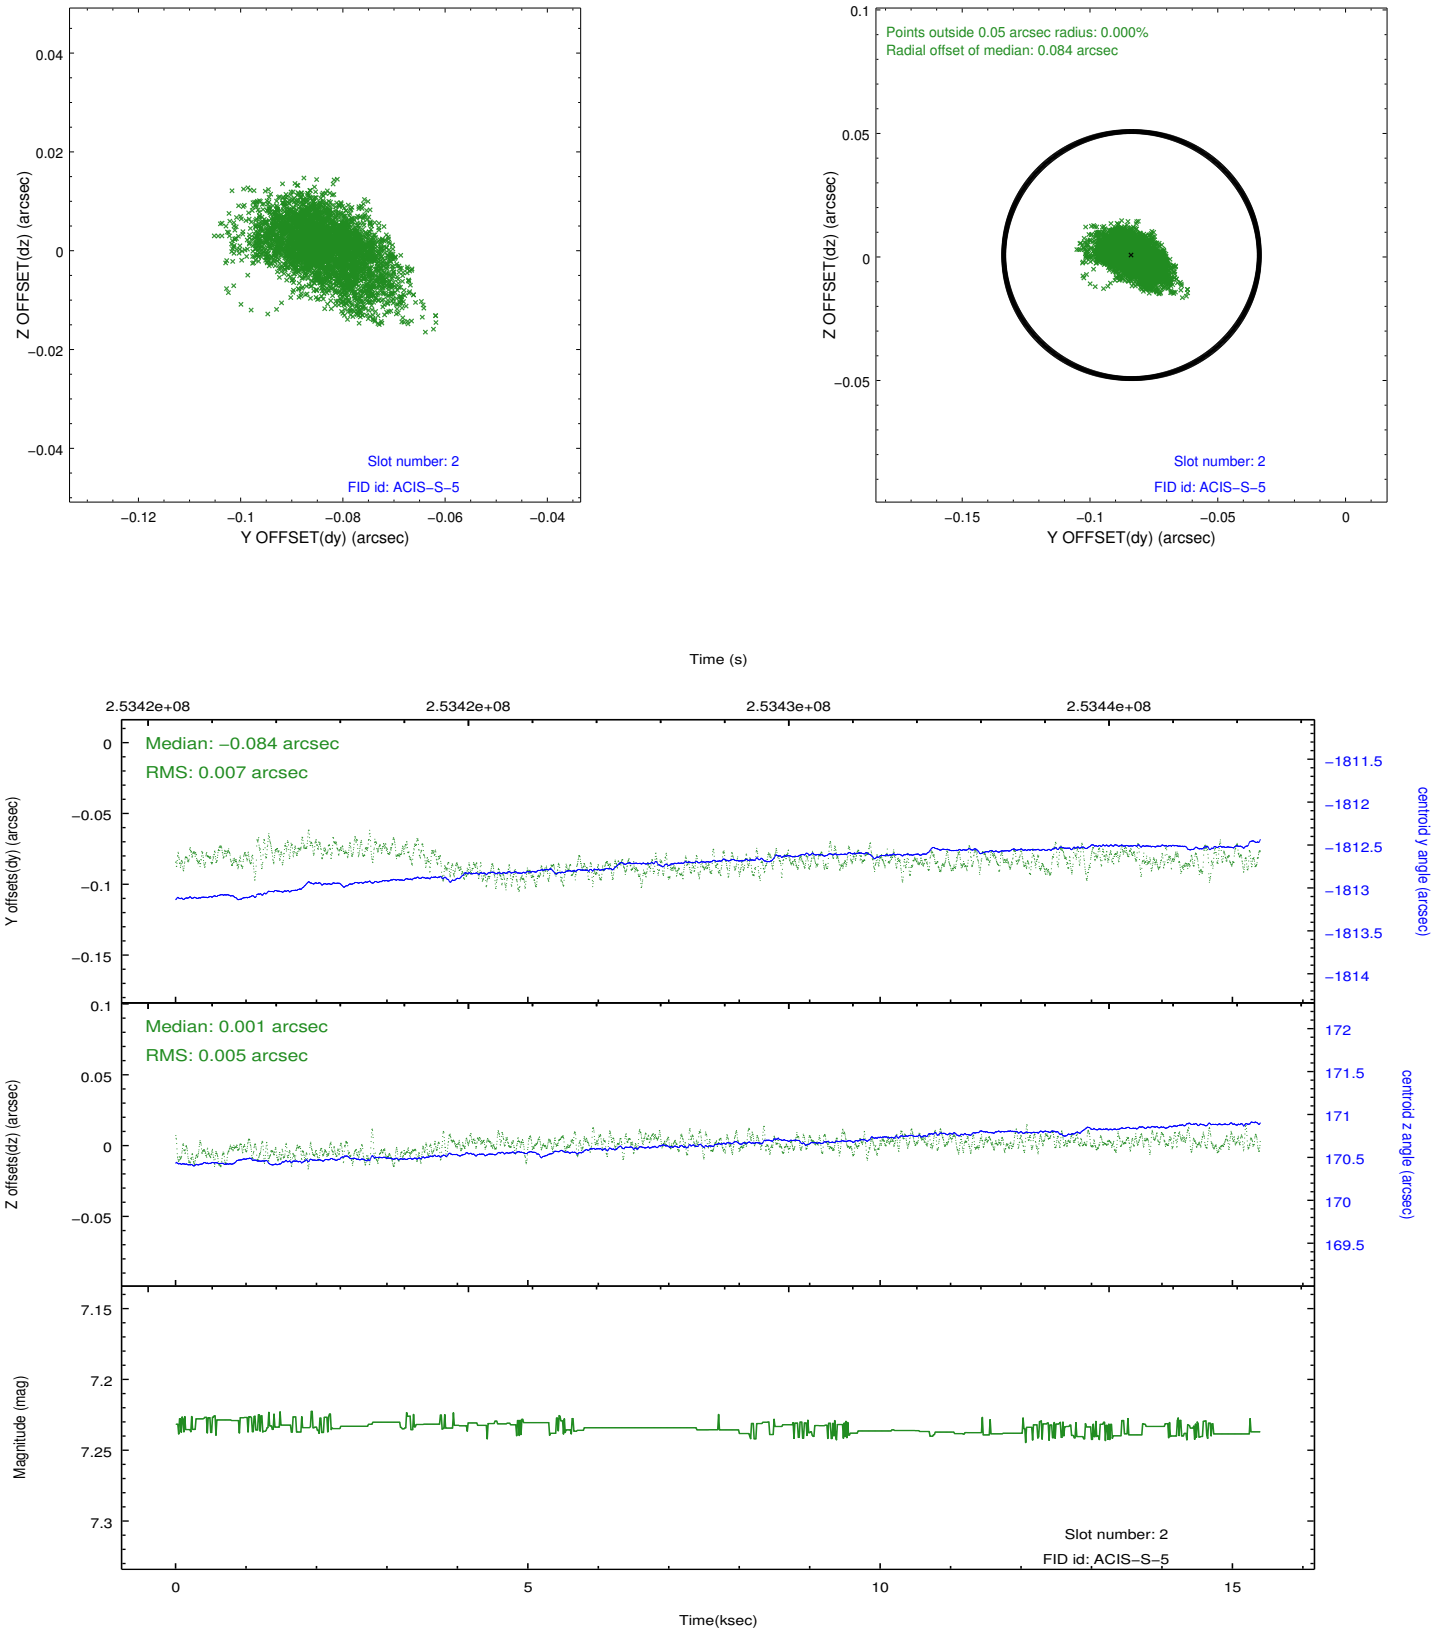 0.04
0.02
0
−0.02
−0.04
Z OFFSET(dz) (arcsec)
Slot number: 2
FID id: ACIS−S−5
−0.12
−0.1
−0.08
−0.06
−0.04
Y OFFSET(dy) (arcsec)
0.1
0.05
0
−0.05
Z OFFSET(dz) (arcsec)
Points outside 0.05 arcsec radius: 0.000%
Radial offset of median: 0.084 arcsec
Slot number: 2
FID id: ACIS−S−5
−0.15
−0.1
−0.05
0
Y OFFSET(dy) (arcsec)
Time (s)
2.5342e+08
2.5342e+08
2.5343e+08
2.5344e+08
0
−0.05
−0.1
−0.15
Y offsets(dy) (arcsec)
Median: −0.084 arcsec
RMS: 0.007 arcsec
−1811.5
−1812
−1812.5
−1813
−1813.5
−1814
centroid y angle (arcsec)
0.1
0.05
0
−0.05
Z offsets(dz) (arcsec)
Median: 0.001 arcsec
RMS: 0.005 arcsec
172
171.5
171
170.5
170
169.5
centroid z angle (arcsec)
7.15
7.2
7.25
7.3
Magnitude (mag)
Slot number: 2
FID id: ACIS−S−5
0
5
10
15
Time(ksec)